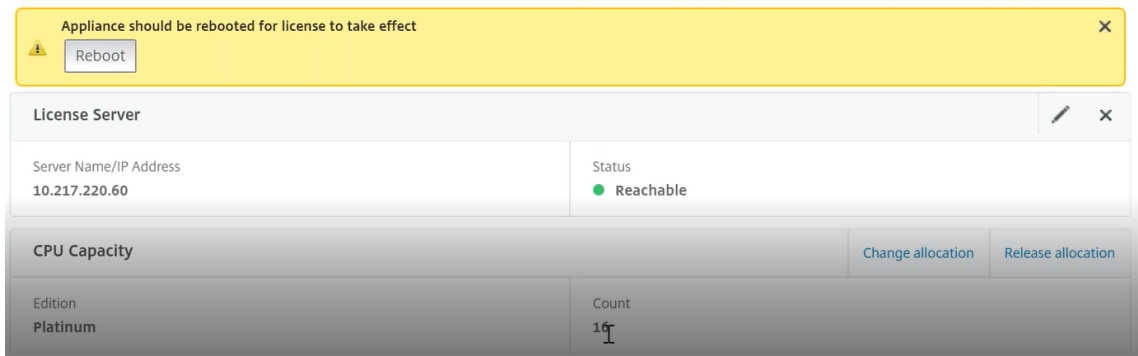 Appliance should be rebooted for license to take effect
Reboot
License Server
Server Name/IP Address
Status
10.217.220.60
Reachable
CPU Capacity
Change allocation
Release allocation
Edition
Count
Platinum
16